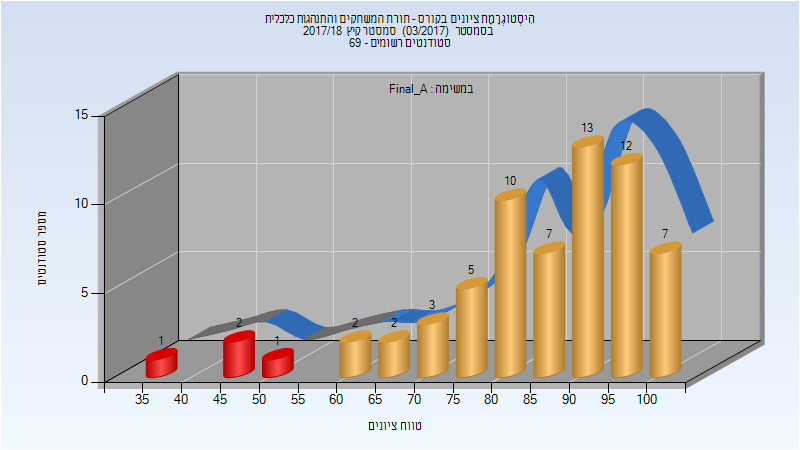 היסטוגרמת ציונים בקורס - תורת המשחקים והתנהגות כלכלית
בסמסטר (03/2017) סמסטר קיץ 2017/18
סטודנטים רשומים - 69
במשימה : Final_A
מספר סטודנטים
15
10
5
0
1
2
1
2
2
3
5
10
7
13
12
7
35 40 45 50 55 60 65 70 75 80 85 90 95 100
טווח ציונים